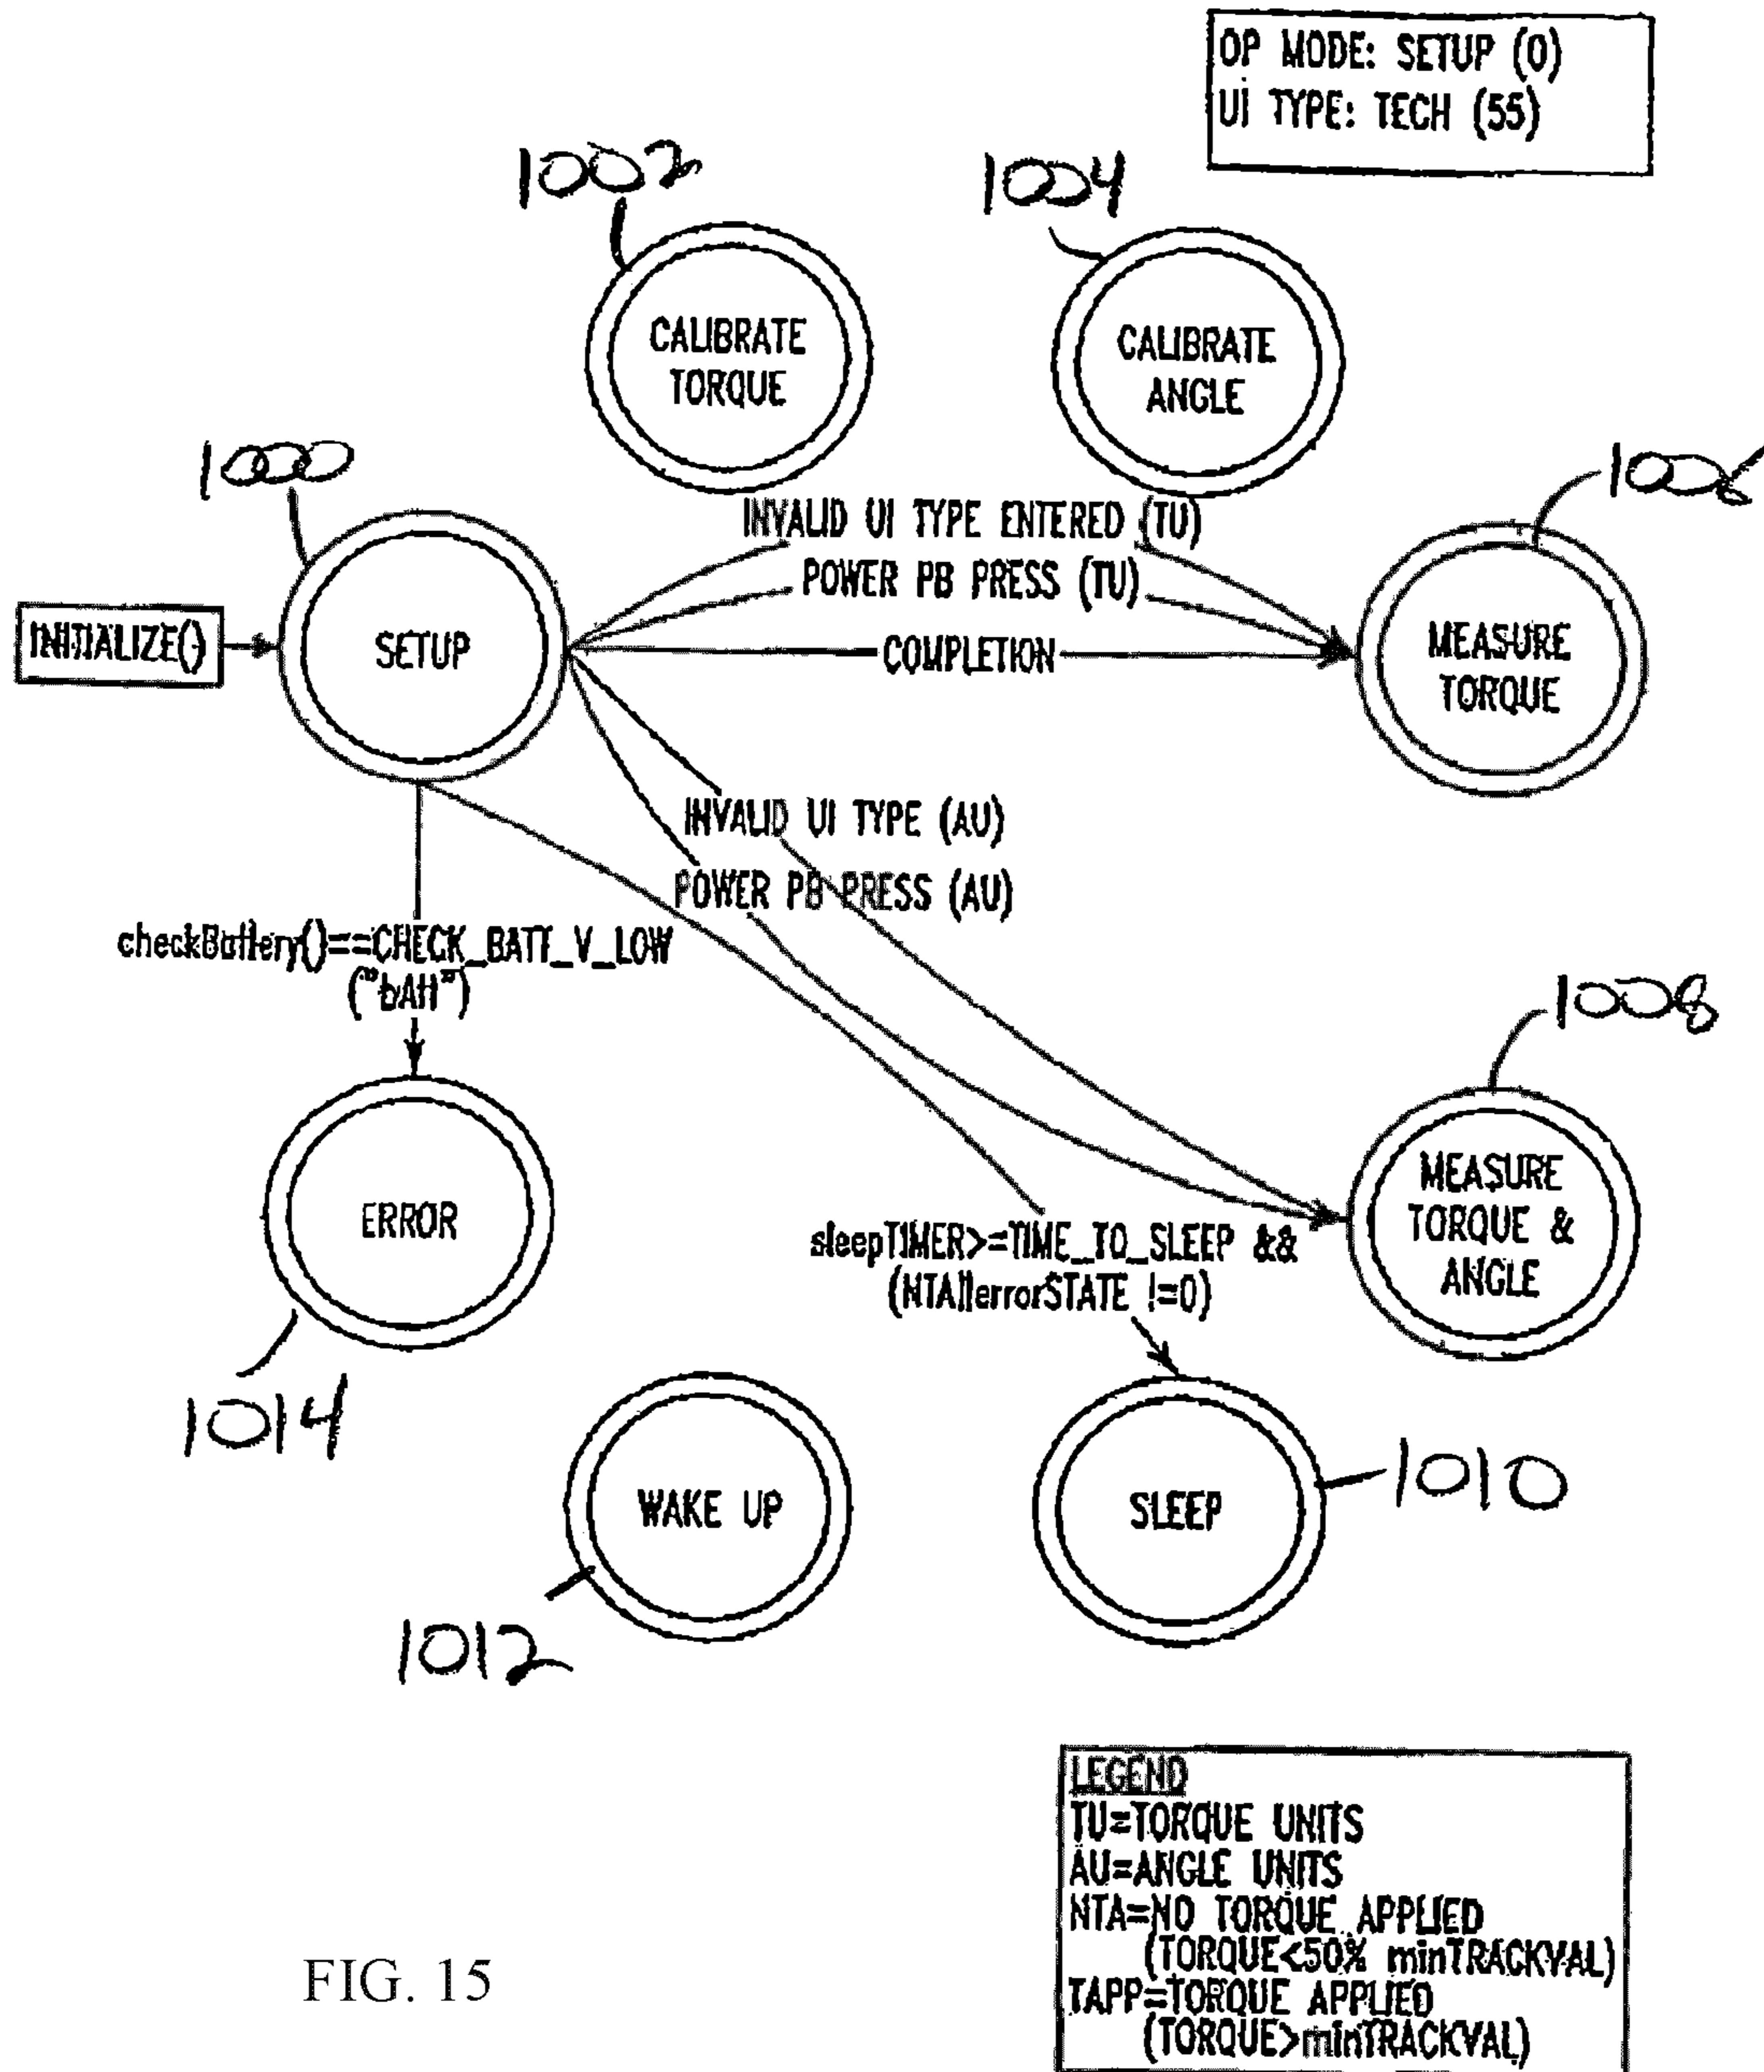 OP MODE: SETUP (0)
UI TYPE: TECH (55)
1002
1004
CALIBRATE
TORQUE
CALIBRATE
ANGLE
1000
1006
INVALID UI TYPE ENTERED (TU)
POWER PB PRESS (TU)
INITIALIZE()
SETUP
COMPLETION
MEASURE
TORQUE
INVALID UI TYPE (AU)
POWER PB PRESS (AU)
checkBattery()==CHECK_BATT_V_LOW
("bAtt")
1008
ERROR
MEASURE
TORQUE &
ANGLE
sleepTIMER>=TIME_TO_SLEEP &&
(NTA||errorSTATE !=0)
1014
WAKE UP
SLEEP
1010
1012
LEGEND
TU=TORQUE UNITS
AU=ANGLE UNITS
NTA=NO TORQUE APPLIED
(TORQUE<50% minTRACKVAL)
TAPP=TORQUE APPLIED
(TORQUE>minTRACKVAL)
FIG. 15